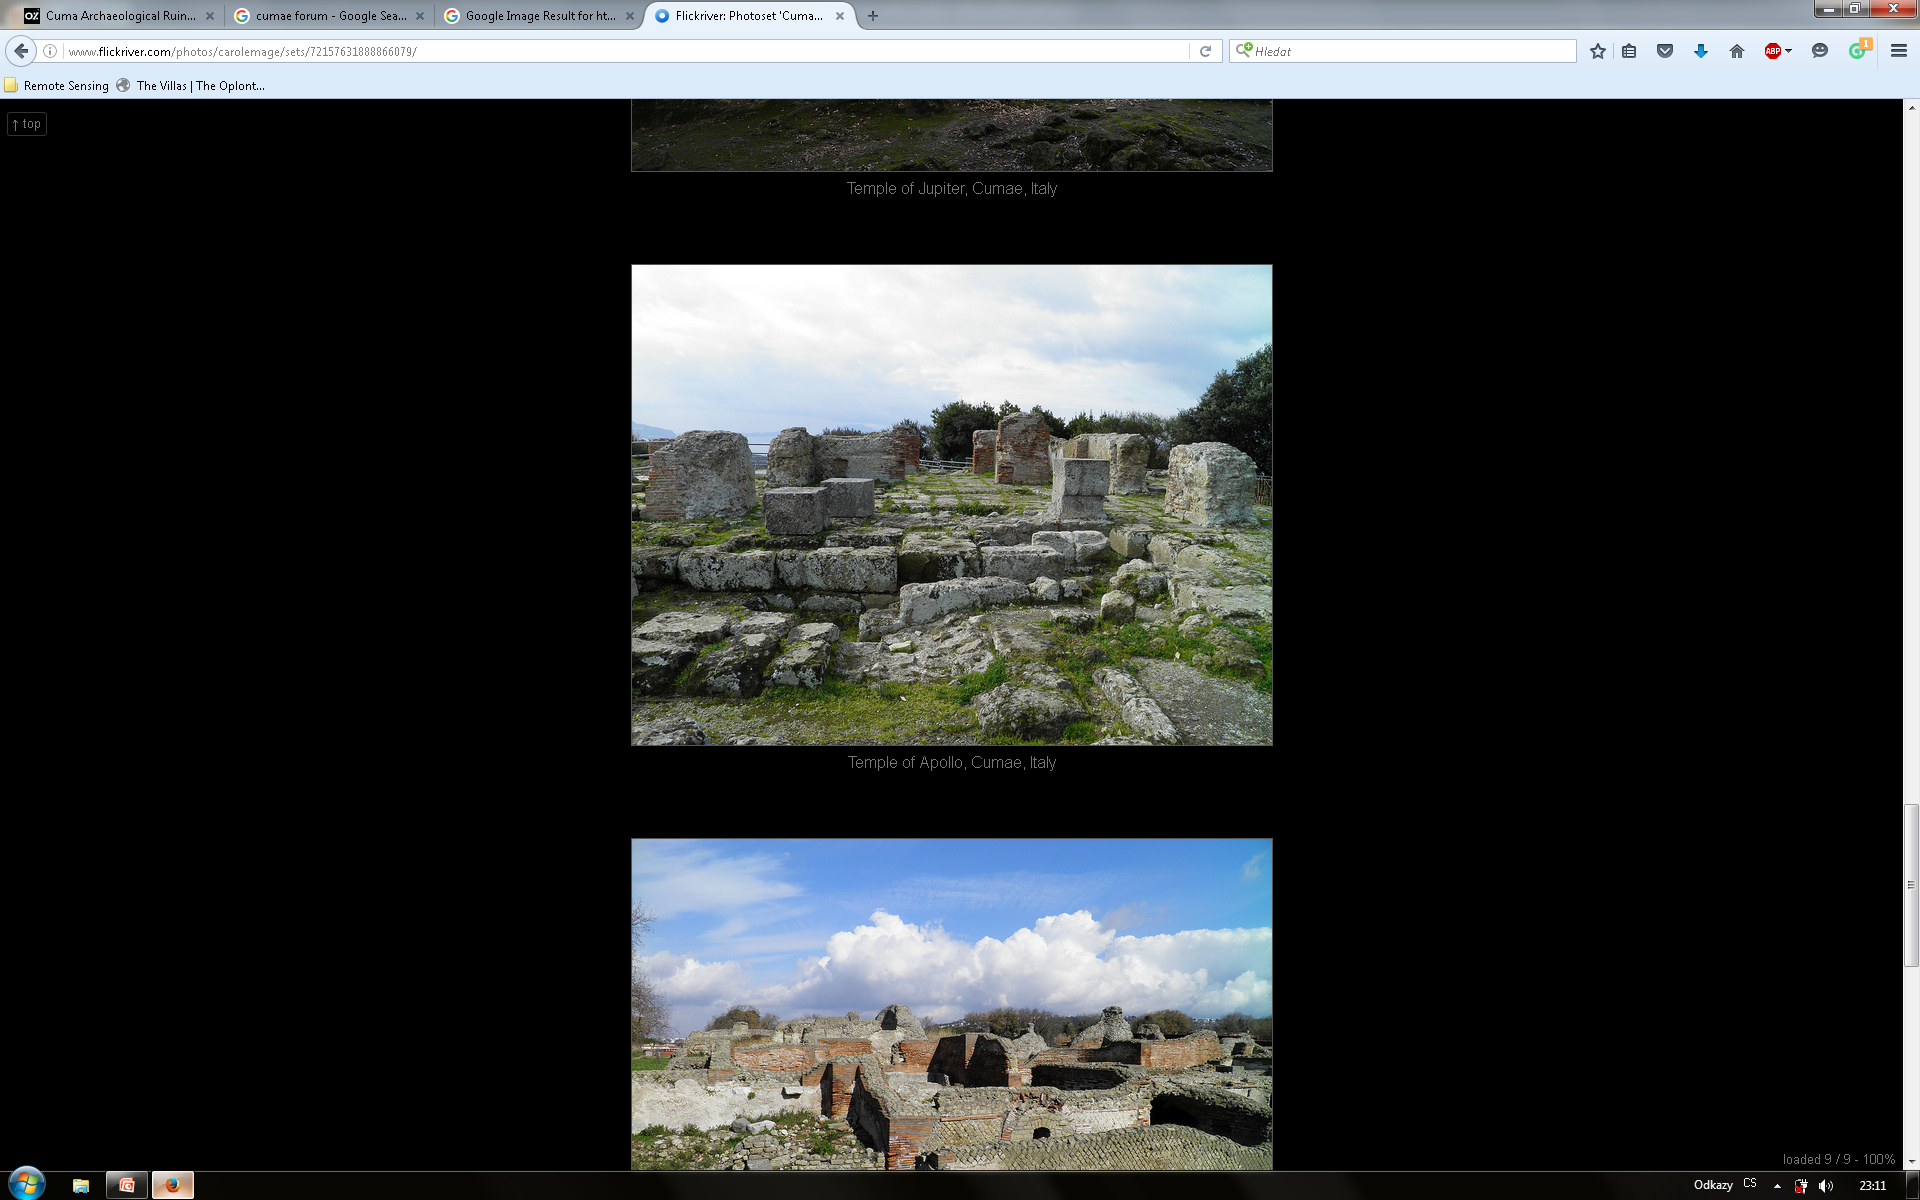 Cuma Archaeological Ruin...
cumae forum - Google Sea...
Google Image Result for ht...
Flickriver: Photoset 'Cuma...
www.flickriver.com/photos/carolemage/sets/72157631888866079/
Hledat
ABP
1
Remote Sensing
The Villas | The Oplont...
↑ top
Temple of Jupiter, Cumae, Italy
Temple of Apollo, Cumae, Italy
loaded 9 / 9 - 100%
Odkazy
CS
23:11